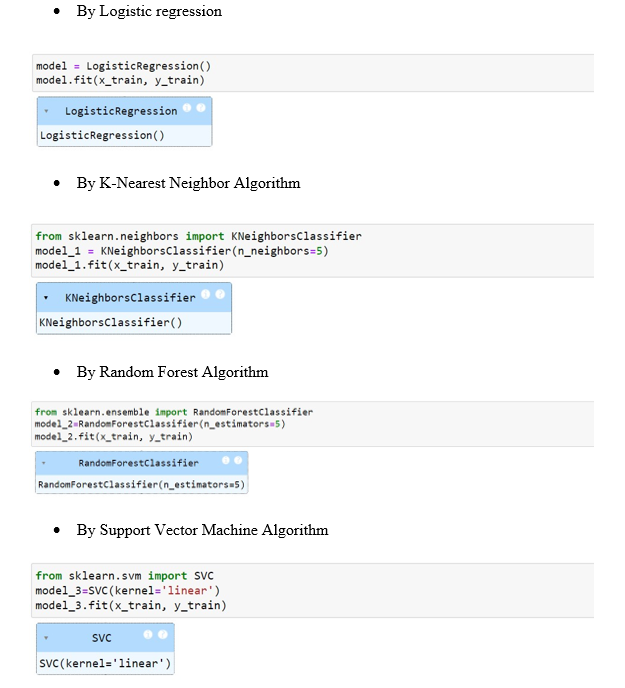 • By Logistic regression
model = LogisticRegression()
model.fit(x_train, y_train)
LogisticRegression
LogisticRegression()
• By K-Nearest Neighbor Algorithm
from sklearn.neighbors import KNeighborsClassifier
model_1 = KNeighborsClassifier(n_neighbors=5)
model_1.fit(x_train, y_train)
KNeighborsClassifier
KNeighborsClassifier()
• By Random Forest Algorithm
from sklearn.ensemble import RandomForestClassifier
model_2=RandomForestClassifier(n_estimators=5)
model_2.fit(x_train, y_train)
RandomForestClassifier
RandomForestClassifier(n_estimators=5)
• By Support Vector Machine Algorithm
from sklearn.svm import SVC
model_3=SVC(kernel='linear')
model_3.fit(x_train, y_train)
SVC
SVC(kernel='linear')